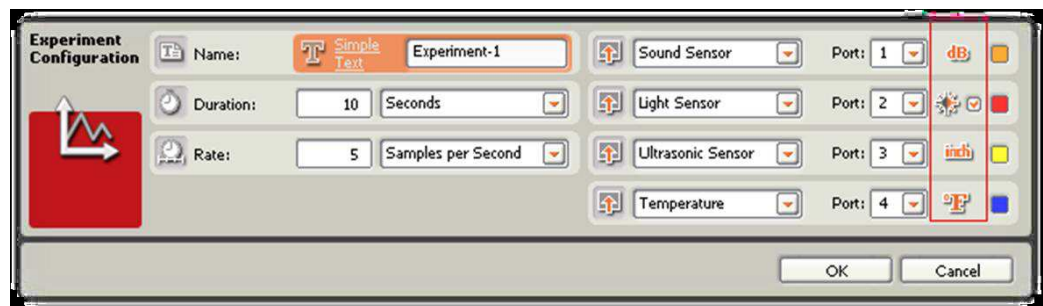 Experiment
Configuration
Name:
Simple
Text
Experiment-1
Duration:
10
Seconds
Rate:
5
Samples per Second
Sound Sensor
Port:
1
dB
Light Sensor
Port:
2
Ultrasonic Sensor
Port:
3
inch
Temperature
Port:
4
°F
OK
Cancel